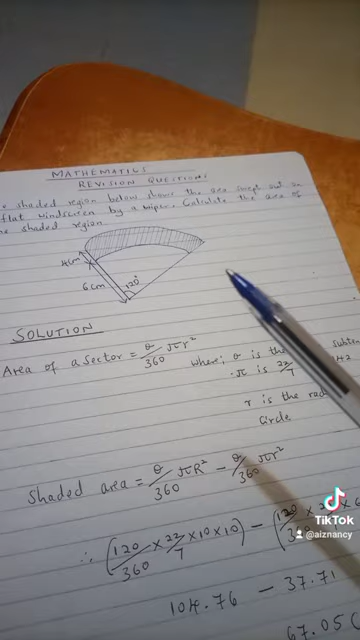 MATHEMATICS
REVISION QUESTIONS
shaded region below shows the area swept out on
flat windscreen by a wiper. Calculate the area of
the shaded region
4cm
6cm
120°
SOLUTION
Area of a sector = θ/360 πr²
where; θ is the
π is 22/7
r is the
Circle
Shaded area = θ/360 πR² - θ/360 πr²
∴ (120/360 × 22/7 × 10 × 10) - (120/
104.76 - 37.71
67.05
TikTok
@aiznancy